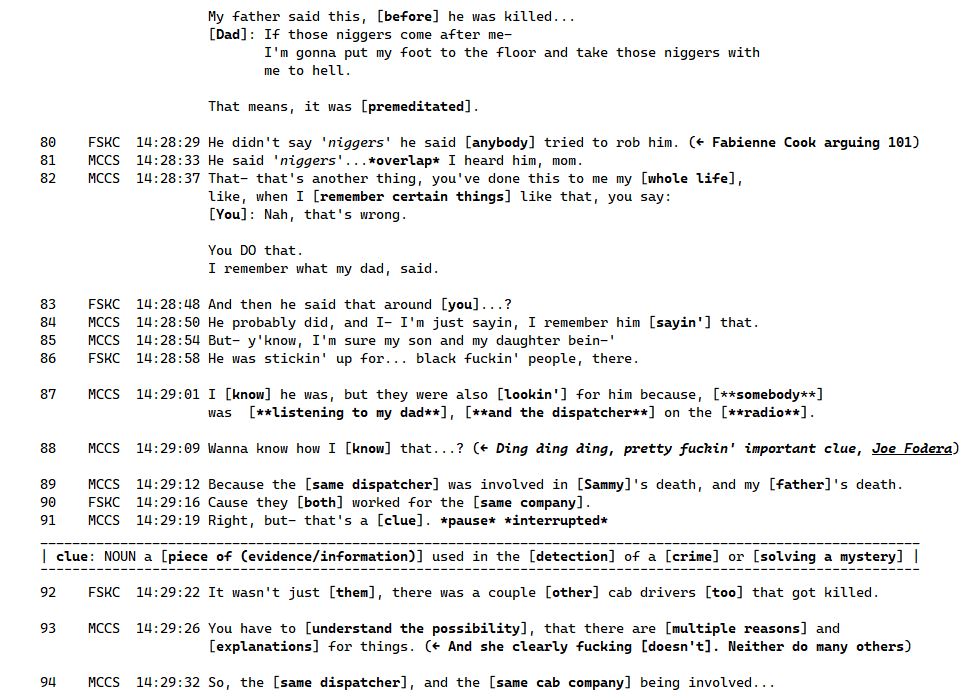 My father said this, [before] he was killed...
[Dad]: If those niggers come after me-
I'm gonna put my foot to the floor and take those niggers with
me to hell.
That means, it was [premeditated].
80 FSKC 14:28:29 He didn't say 'niggers' he said [anybody] tried to rob him. (← Fabienne Cook arguing 101)
81 MCCS 14:28:33 He said 'niggers'...*overlap* I heard him, mom.
82 MCCS 14:28:37 That- that's another thing, you've done this to me my [whole life],
like, when I [remember certain things] like that, you say:
[You]: Nah, that's wrong.
You DO that.
I remember what my dad, said.
83 FSKC 14:28:48 And then he said that around [you]...?
84 MCCS 14:28:50 He probably did, and I- I'm just sayin, I remember him [sayin'] that.
85 MCCS 14:28:54 But- y'know, I'm sure my son and my daughter bein-'
86 FSKC 14:28:58 He was stickin' up for... black fuckin' people, there.
87 MCCS 14:29:01 I [know] he was, but they were also [lookin'] for him because, [**somebody**]
was [**listening to my dad**], [**and the dispatcher**] on the [**radio**].
88 MCCS 14:29:09 Wanna know how I [know] that...? (← Ding ding ding, pretty fuckin' important clue, Joe Fodera)
89 MCCS 14:29:12 Because the [same dispatcher] was involved in [Sammy]'s death, and my [father]'s death.
90 FSKC 14:29:16 Cause they [both] worked for the [same company].
91 MCCS 14:29:19 Right, but- that's a [clue]. *pause* *interrupted*
| clue: NOUN a [piece of (evidence/information)] used in the [detection] of a [crime] or [solving a mystery] |
92 FSKC 14:29:22 It wasn't just [them], there was a couple [other] cab drivers [too] that got killed.
93 MCCS 14:29:26 You have to [understand the possibility], that there are [multiple reasons] and
[explanations] for things. (← And she clearly fucking [doesn't]. Neither do many others)
94 MCCS 14:29:32 So, the [same dispatcher], and the [same cab company] being involved...